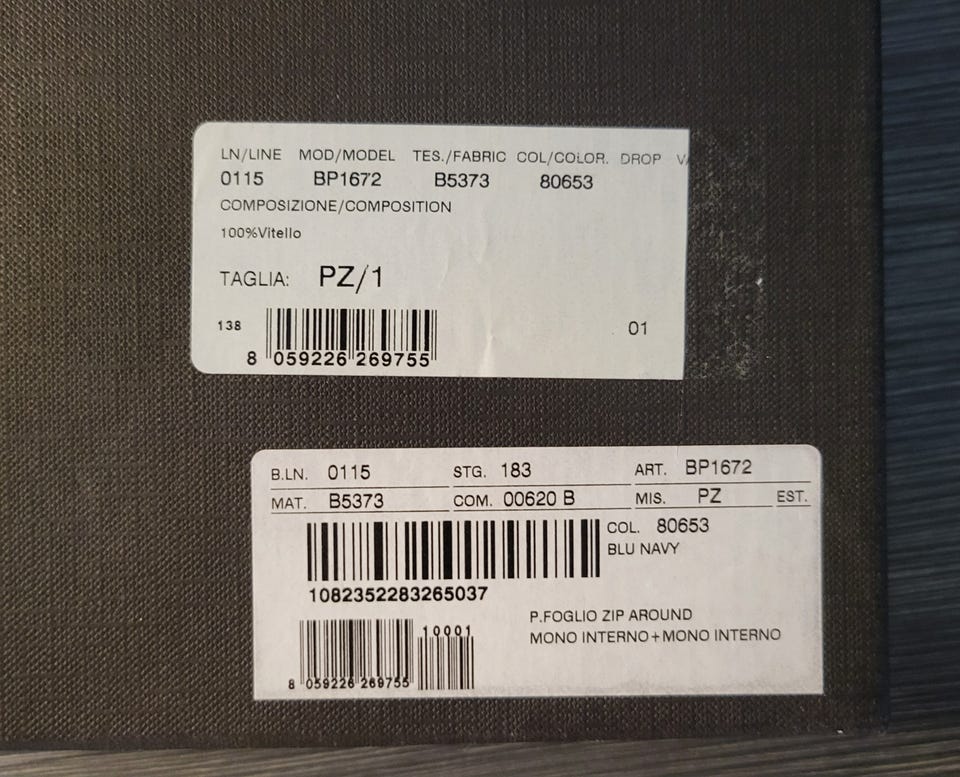 LN/LINE MOD/MODEL TES./FABRIC COL/COLOR. DROP
0115 BP1672 B5373 80653
COMPOSIZIONE/COMPOSITION
100%Vitello
TAGLIA: PZ/1
138 01
8 059226 269755
B.LN. 0115 STG. 183 ART. BP1672
MAT. B5373 COM. 00620 B MIS. PZ EST.
COL. 80653
BLU NAVY
1082352283265037
P.FOGLIO ZIP AROUND
MONO INTERNO+MONO INTERNO
10001
8 059226 269755